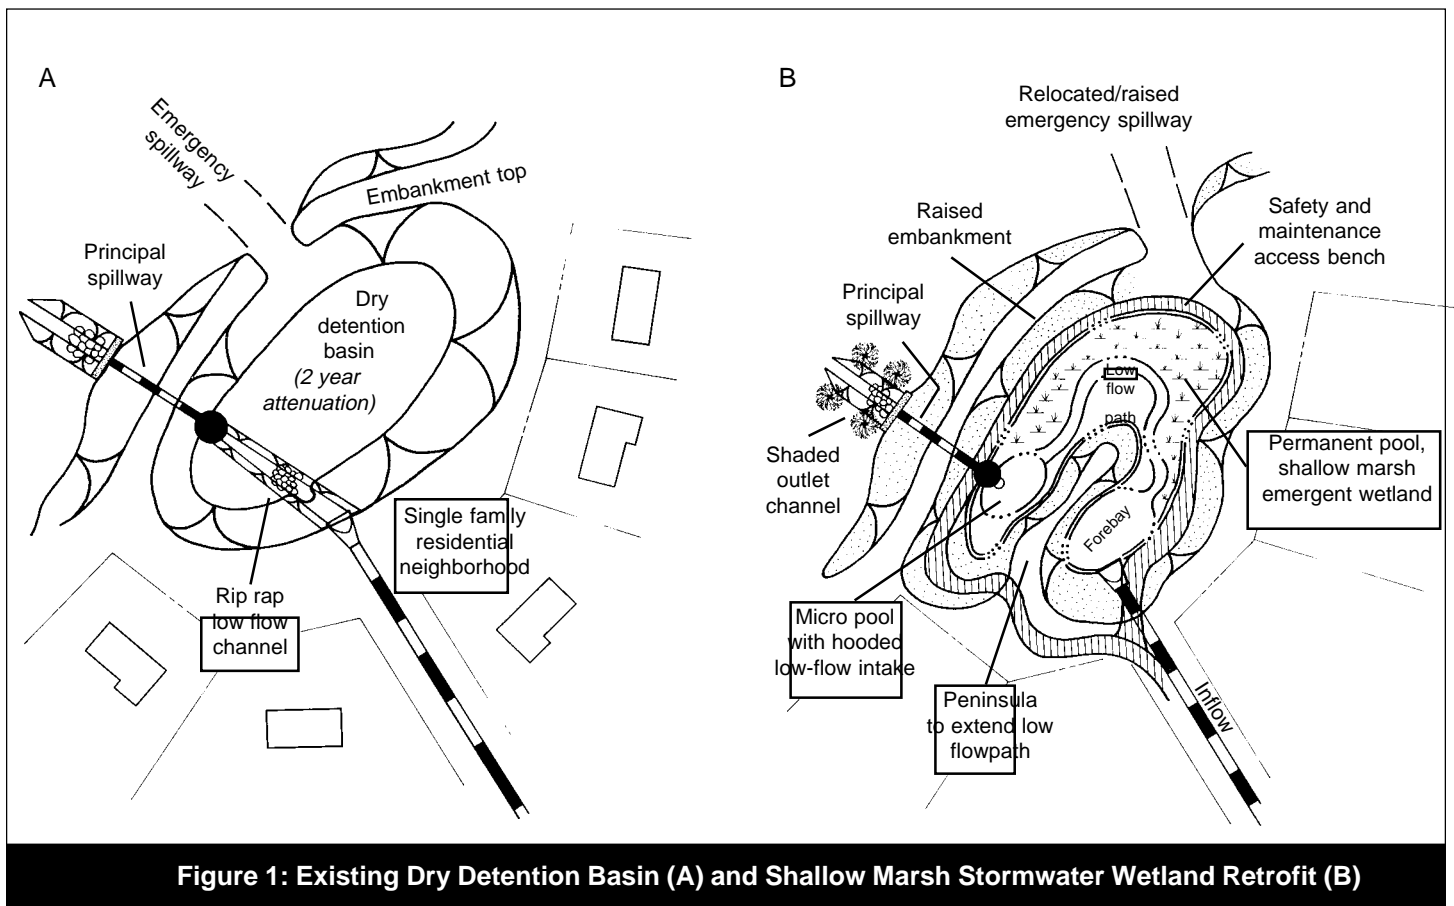 A
Emergency
spillway
Embankment top
Principal
spillway
Dry
detention
basin
(2 year
attenuation)
Single family
residential
neighborhood
Rip rap
low flow
channel
B
Relocated/raised
emergency spillway
Raised
embankment
Safety and
maintenance
access bench
Principal
spillway
Low
flow
path
Shaded
outlet
channel
Permanent pool,
shallow marsh
emergent wetland
Forebay
Micro pool
with hooded
low-flow intake
Peninsula
to extend low
flowpath
Inflow
Figure 1: Existing Dry Detention Basin (A) and Shallow Marsh Stormwater Wetland Retrofit (B)